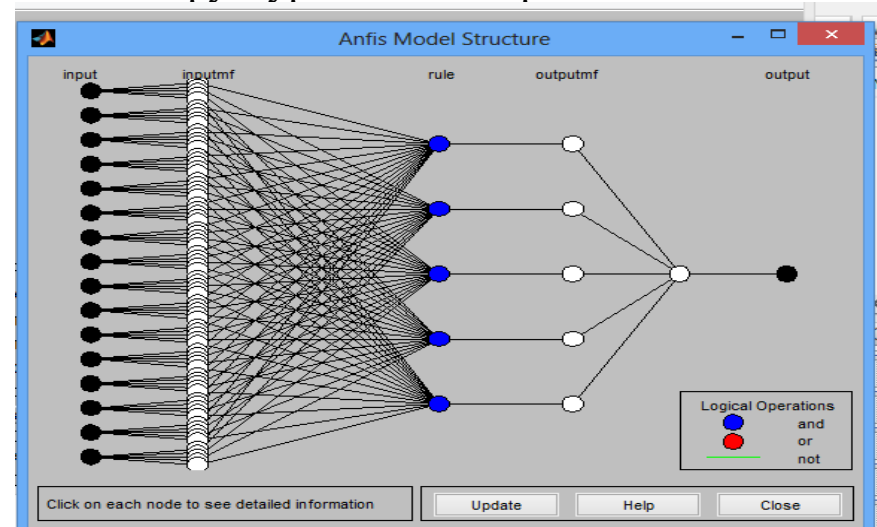 Anfis Model Structure
input inputmf rule outputmf output
Logical Operations
and
or
not
Click on each node to see detailed information Update Help Close